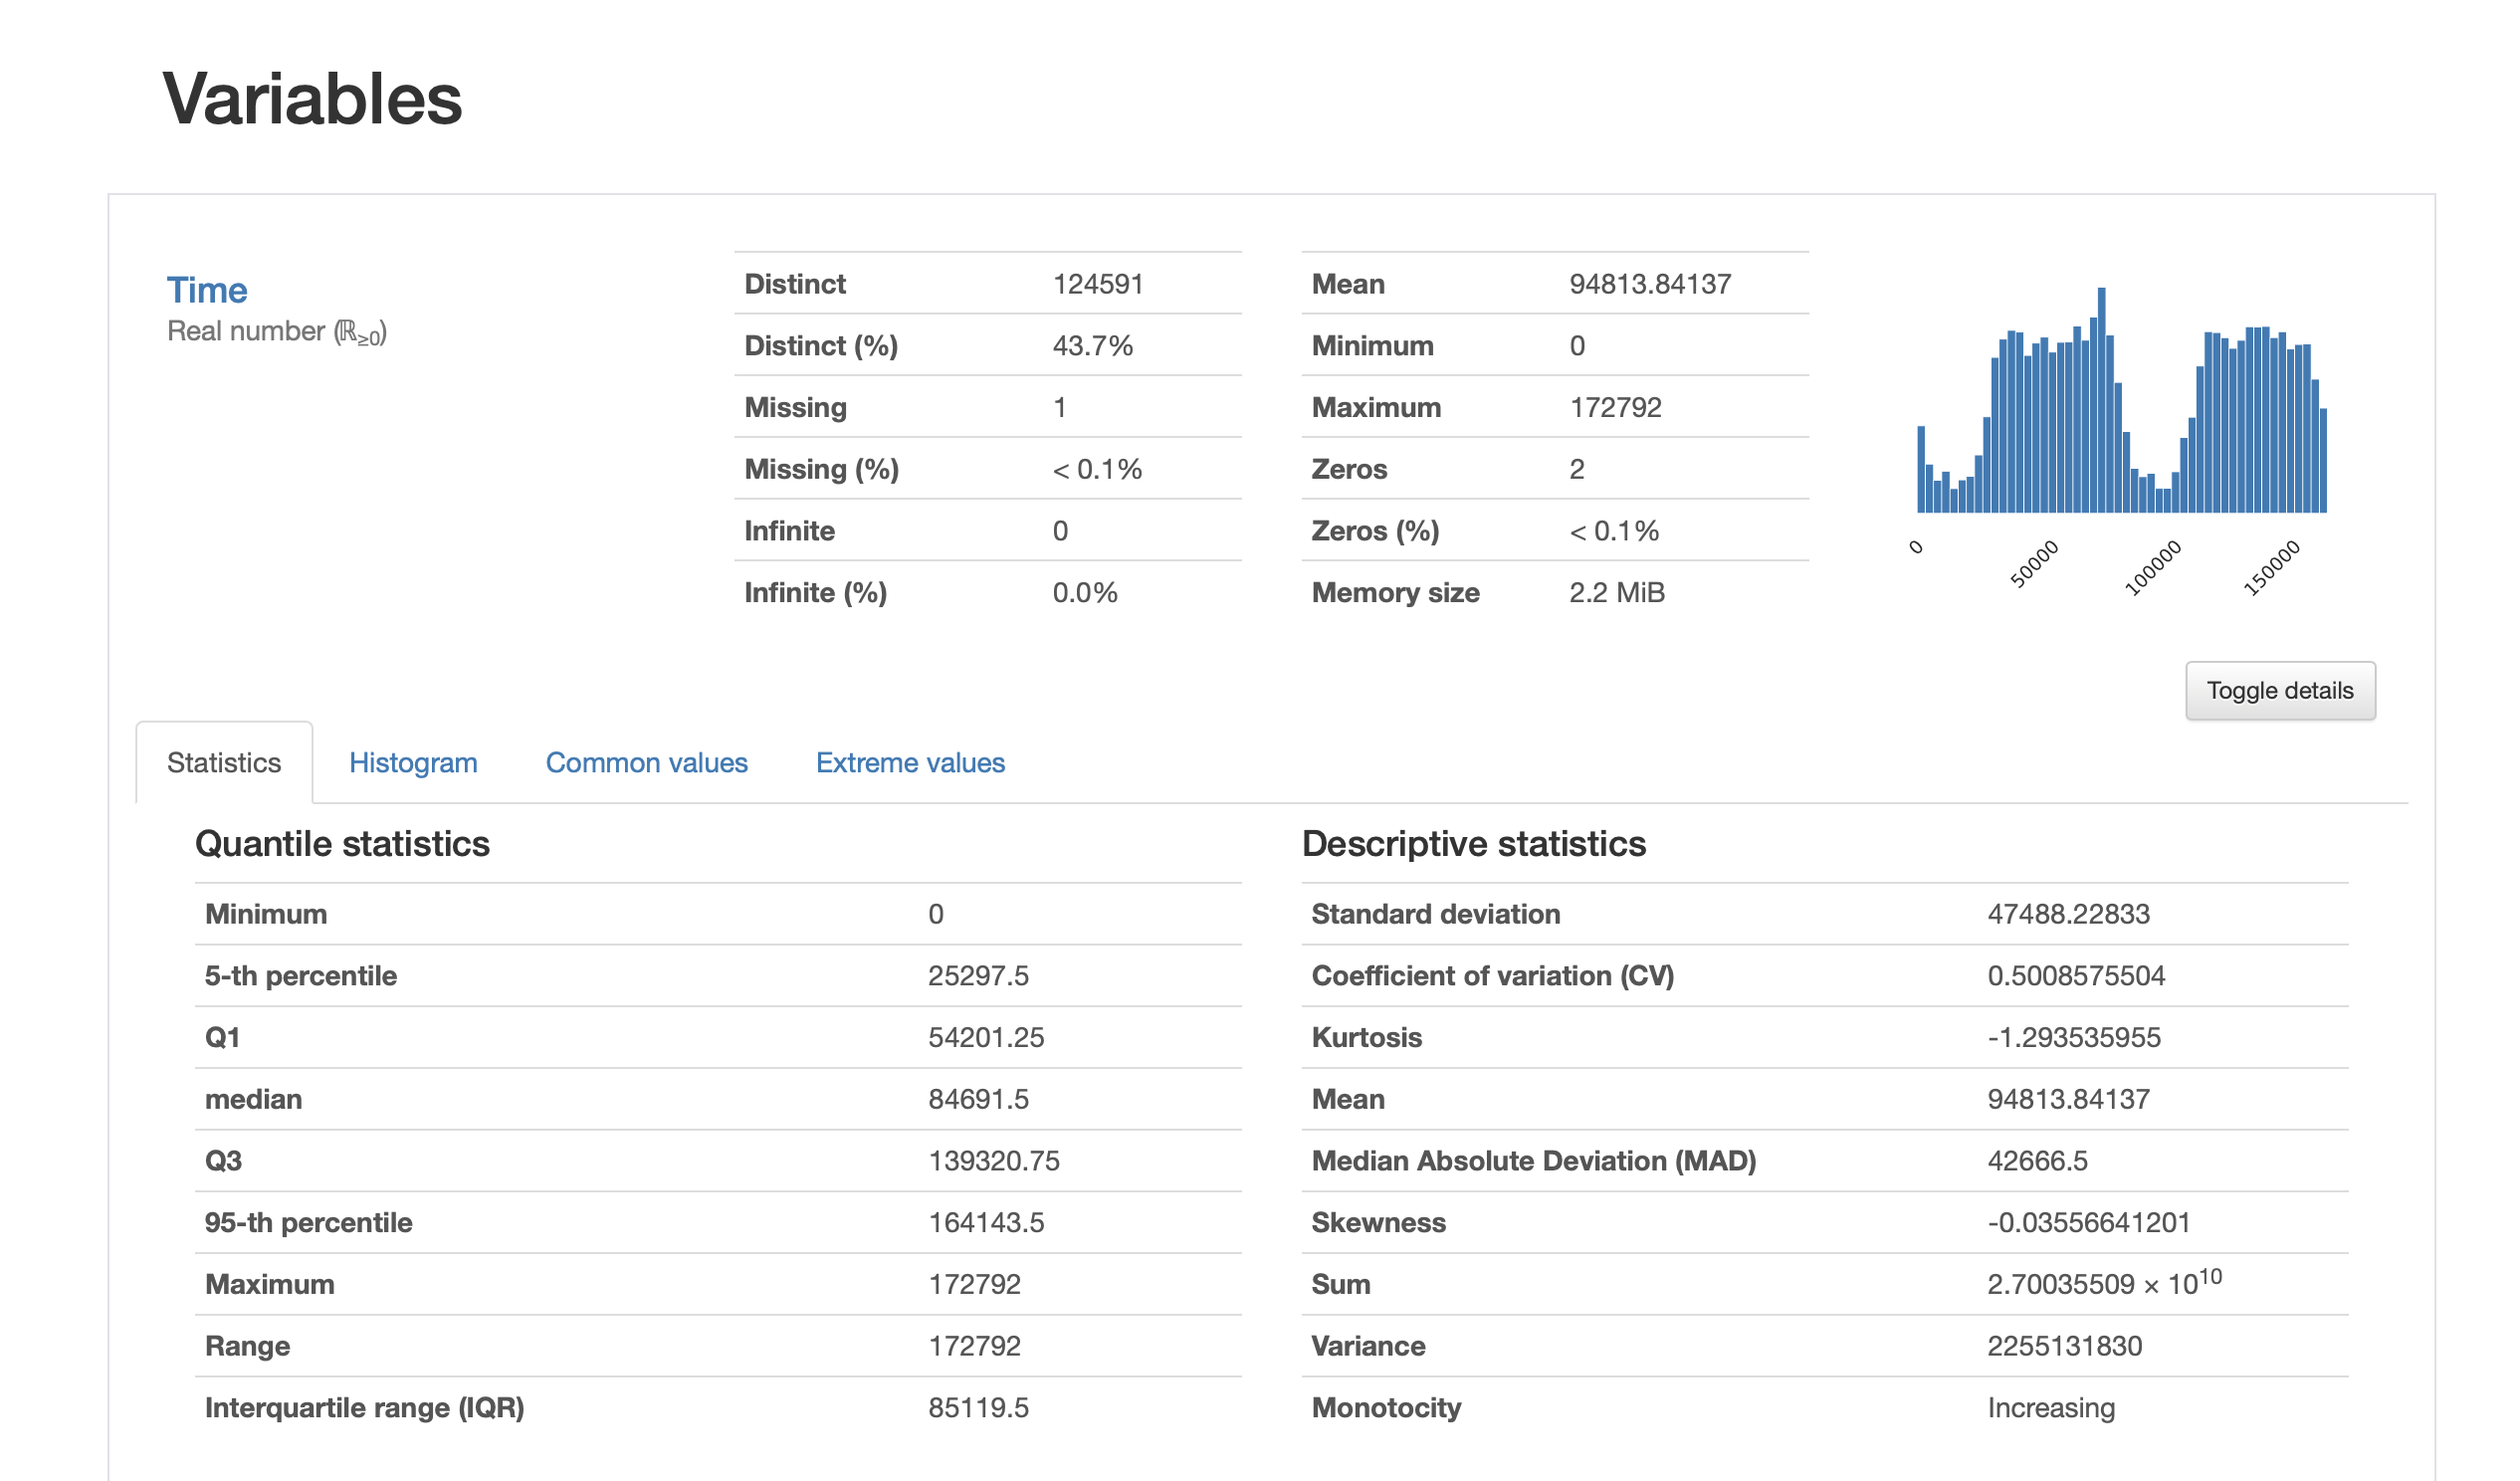 Variables
Time
Real number (ℝ≥0)
Distinct 124591
Distinct (%) 43.7%
Missing 1
Missing (%) < 0.1%
Infinite 0
Infinite (%) 0.0%
Mean 94813.84137
Minimum 0
Maximum 172792
Zeros 2
Zeros (%) < 0.1%
Memory size 2.2 MiB
0 50000 100000 150000
Toggle details
Statistics Histogram Common values Extreme values
Quantile statistics
Minimum 0
5-th percentile 25297.5
Q1 54201.25
median 84691.5
Q3 139320.75
95-th percentile 164143.5
Maximum 172792
Range 172792
Interquartile range (IQR) 85119.5
Descriptive statistics
Standard deviation 47488.22833
Coefficient of variation (CV) 0.5008575504
Kurtosis -1.293535955
Mean 94813.84137
Median Absolute Deviation (MAD) 42666.5
Skewness -0.03556641201
Sum 2.70035509 × 10¹⁰
Variance 2255131830
Monotocity Increasing